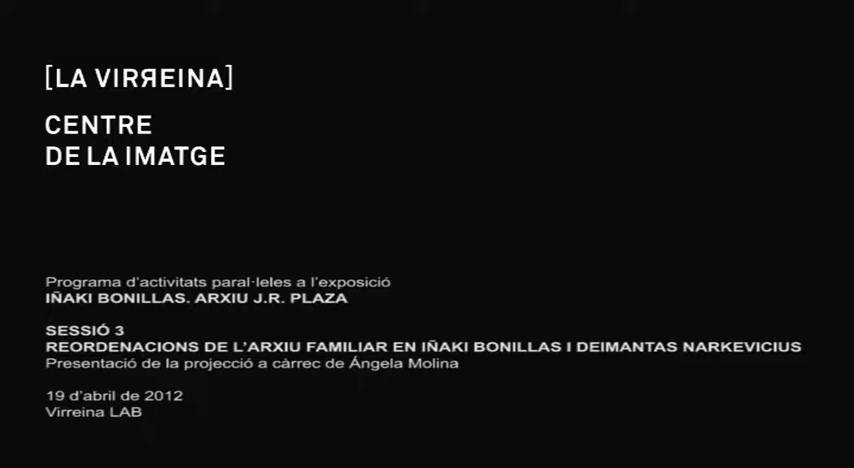 [LA VIRЯEINA]
CENTRE
DE LA IMATGE
Programa d'activitats paral·leles a l'exposició
IÑAKI BONILLAS. ARXIU J.R. PLAZA
SESSIÓ 3
REORDENACIONS DE L'ARXIU FAMILIAR EN IÑAKI BONILLAS I DEIMANTAS NARKEVICIUS
Presentació de la projecció a càrrec de Ángela Molina
19 d'abril de 2012
Virreina LAB